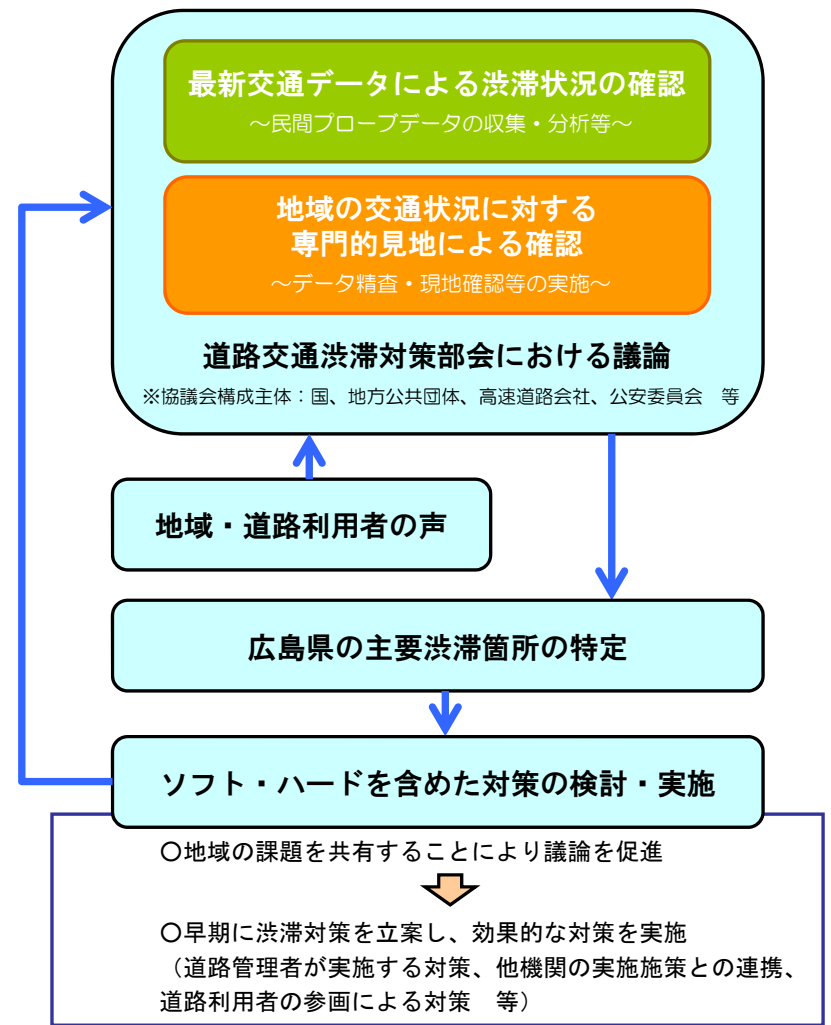 最新交通データによる渋滞状況の確認
～民間プローブデータの収集・分析等～
地域の交通状況に対する
専門的見地による確認
～データ精査・現地確認等の実施～
道路交通渋滞対策部会における議論
※協議会構成主体：国、地方公共団体、高速道路会社、公安委員会　等
地域・道路利用者の声
広島県の主要渋滞箇所の特定
ソフト・ハードを含めた対策の検討・実施
〇地域の課題を共有することにより議論を促進
〇早期に渋滞対策を立案し、効果的な対策を実施
（道路管理者が実施する対策、他機関の実施施策との連携、
道路利用者の参画による対策　等）